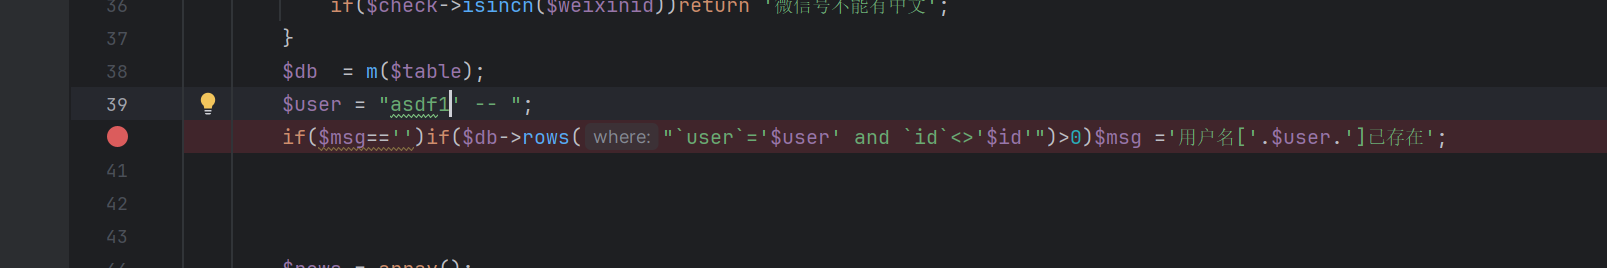 36 if($check->isincn($weixinid))return '微信号不能有中文';
37 }
38 $db = m($table);
39 $user = "asdf1' -- ";
if($msg=='')if($db->rows( where: "`user`='$user' and `id`<>'$id'")>0)$msg ='用户名['.$user.']已存在';
41
42
43
44 $rows = array();